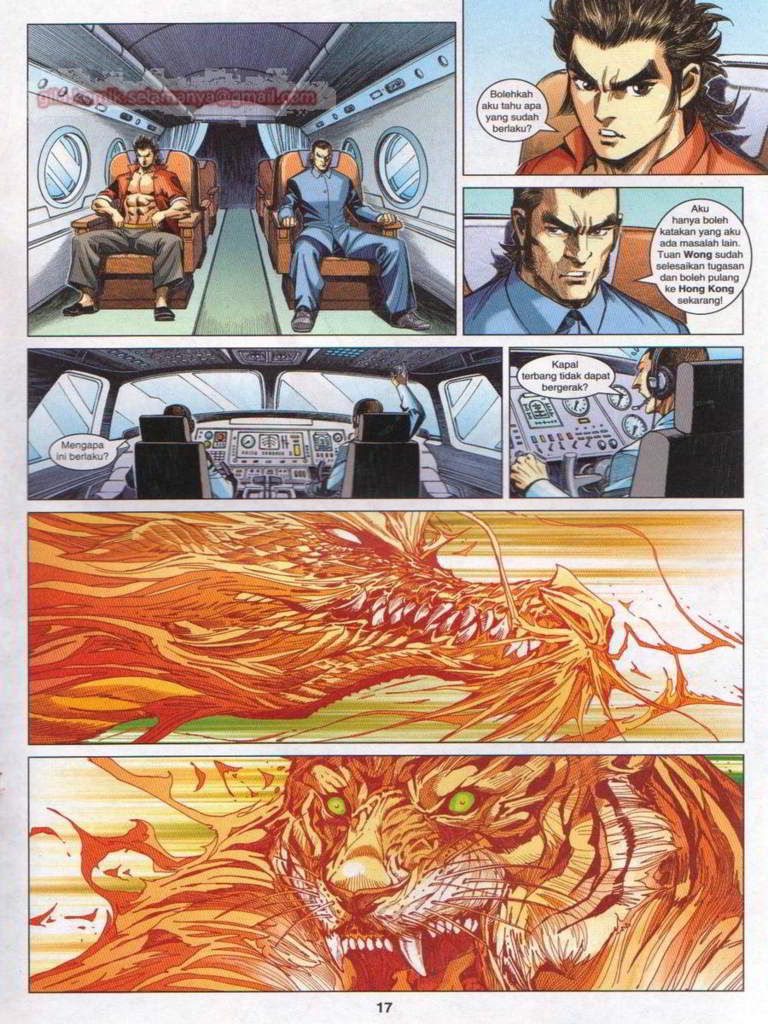 gila_komik.selamanya@gmail.com
Bolehkah
aku tahu apa
yang sudah
berlaku?
Aku
hanya boleh
katakan yang aku
ada masalah lain.
Tuan Wong sudah
selesaikan tugasan
dan boleh pulang
ke Hong Kong
sekarang!
Mengapa
ini berlaku?
Kapal
terbang tidak dapat
bergerak?
17